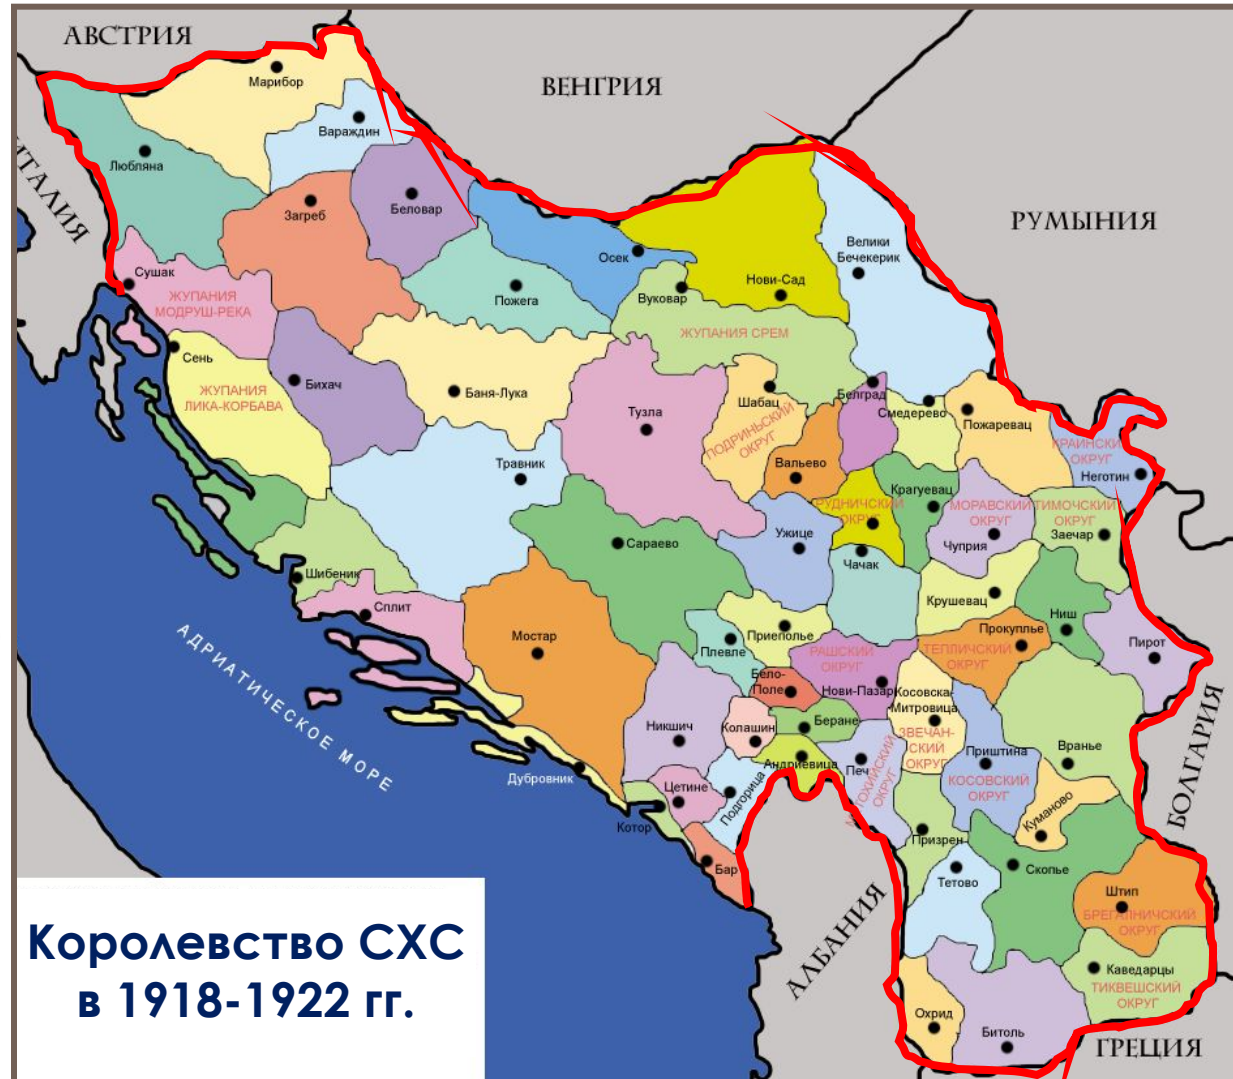 АВСТРИЯ
ВЕНГРИЯ
ИТАЛИЯ
РУМЫНИЯ
Марибор
Вараждин
Любляна
Загреб
Беловар
Осек
Велики
Бечекерик
Сушак
ЖУПАНИЯ
МОДРУШ-РЕКА
Пожега
Вуковар
Нови-Сад
ЖУПАНИЯ СРЕМ
Сень
ЖУПАНИЯ
ЛИКА-КОРБАВА
Бихач
Баня-Лука
Тузла
Шабац
ПОДРИНЬСКИЙ
ОКРУГ
Белград
Смедерево
Пожаревац
КРАИНСКИЙ
ОКРУГ
Неготин
Травник
Вальево
РУДНИЧСКИЙ
ОКРУГ
Крагуевац
МОРАВСКИЙ
ОКРУГ
Чуприя
ТИМОЧСКИЙ
ОКРУГ
Заечар
Сараево
Ужице
Чачак
Шибеник
Сплит
Крушевац
Ниш
Мостар
Плевле
Приеполье
РАШСКИЙ
ОКРУГ
Прокуплье
ТЕПЛИЧСКИЙ
ОКРУГ
Пирот
АДРИАТИЧЕСКОЕ МОРЕ
Бело-
Поле
Нови-Пазар
Косовска-
Митровица
ЗВЕЧАН-
СКИЙ
ОКРУГ
Никшич
Колашин
Беране
Андриевица
Печ
Приштина
КОСОВСКИЙ
ОКРУГ
Вранье
БОЛГАРИЯ
Дубровник
Цетине
Подгорица
Котор
Куманово
Призрен
Бар
Тетово
Скопье
Штип
БРЕГАЛНИЧСКИЙ
ОКРУГ
АЛБАНИЯ
Каведарцы
ТИКВЕШСКИЙ
ОКРУГ
Охрид
Битоль
ГРЕЦИЯ
Королевство СХС
в 1918-1922 гг.